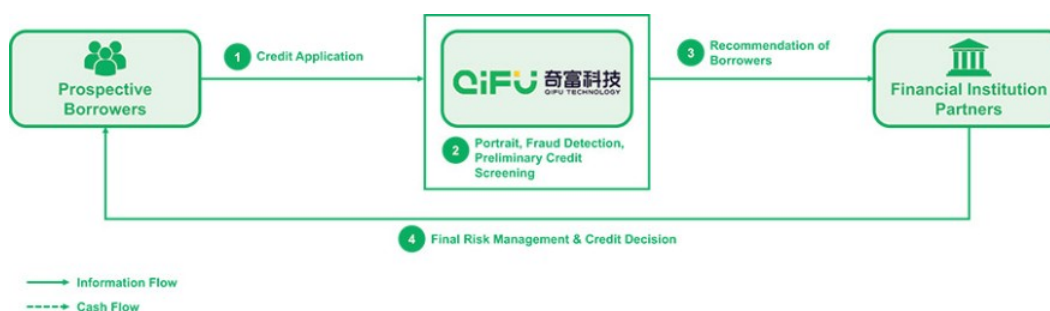 Prospective
Borrowers
1 Credit Application
QiFU 奇富科技
QIFU TECHNOLOGY
2 Portrait, Fraud Detection,
Preliminary Credit
Screening
3 Recommendation of
Borrowers
Financial Institution
Partners
4 Final Risk Management & Credit Decision
Information Flow
Cash Flow